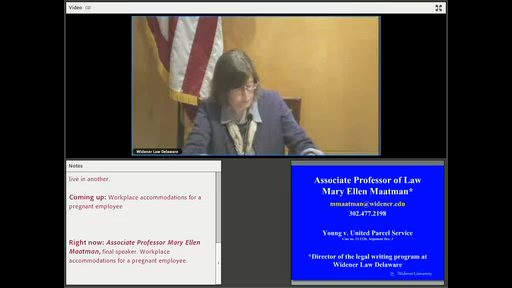 Video
Widener Law Delaware
Notes
live in another.
Coming up: Workplace accommodations for a
pregnant employee
Right now: Associate Professor Mary Ellen
Maatman, final speaker. Workplace
accommodations for a pregnant employee.
Associate Professor of Law
Mary Ellen Maatman*
mmaatman@widener.edu
302.477.2198
Young v. United Parcel Service
*Director of the legal writing program at
Widener Law Delaware
Widener University